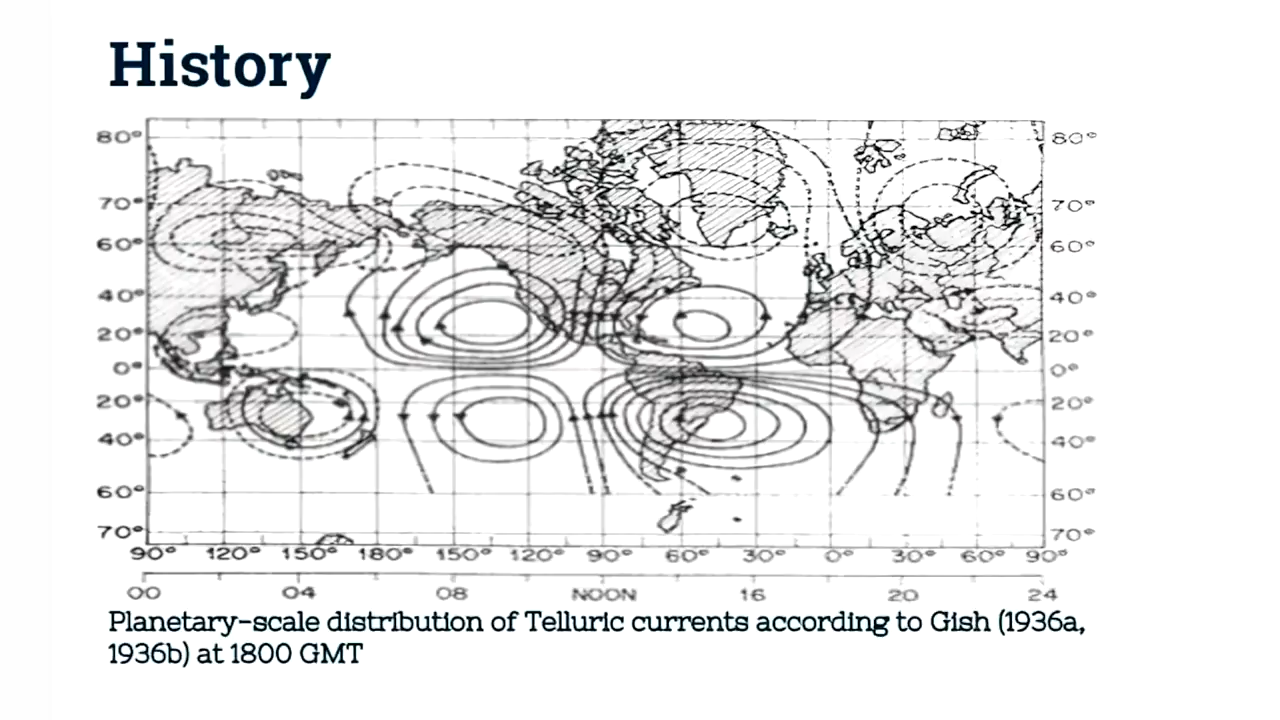 History
80° 80°
70° 70°
60° 60°
40° 40°
20° 20°
0° 0°
20° 20°
40° 40°
60° 60°
70° 70°
90° 120° 150° 180° 150° 120° 90° 60° 30° 0° 30° 60° 90°
00 04 08 NOON 16 20 24
Planetary-scale distribution of Telluric currents according to Gish (1936a,
1936b) at 1800 GMT